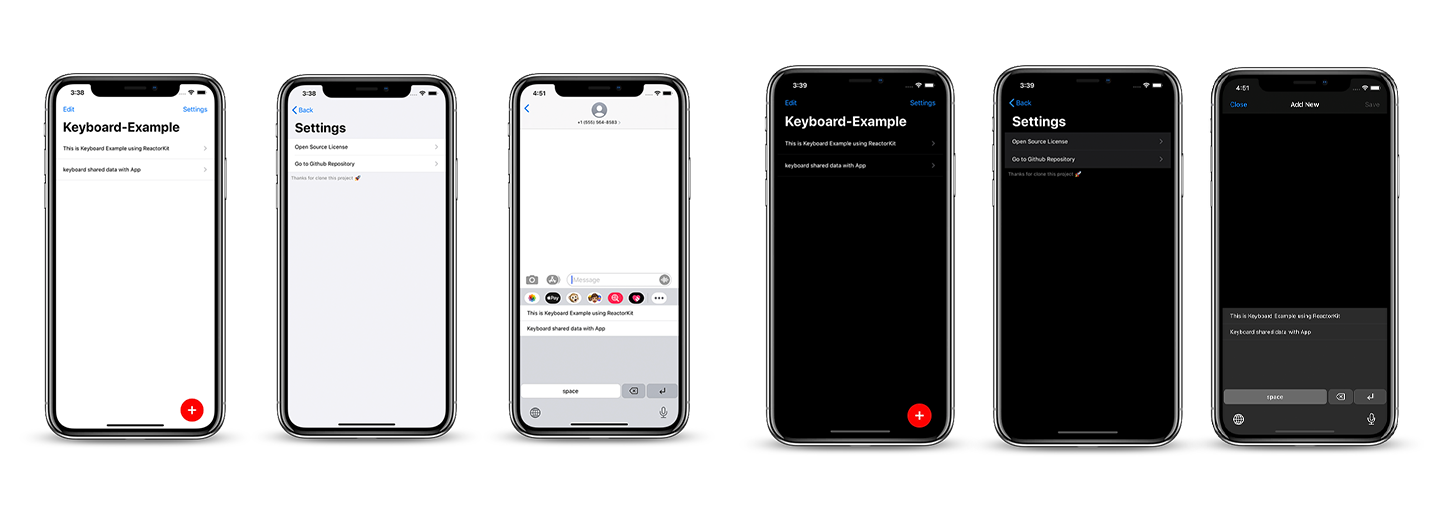 3:38
Edit
Settings
Keyboard-Example
This is Keyboard Example using ReactorKit
keyboard shared data with App
3:38
Back
Settings
Open Source License
Go to Github Repository
Thanks for clone this project 🚀
4:51
+1 (555) 564-8583
Message
Pay
This is Keyboard Example using ReactorKit
Keyboard shared data with App
space
3:39
Edit
Settings
Keyboard-Example
This is Keyboard Example using ReactorKit
keyboard shared data with App
3:39
Back
Settings
Open Source License
Go to Github Repository
Thanks for clone this project 🚀
4:51
Close
Add New
Save
This is Keyboard Example using ReactorKit
Keyboard shared data with App
space